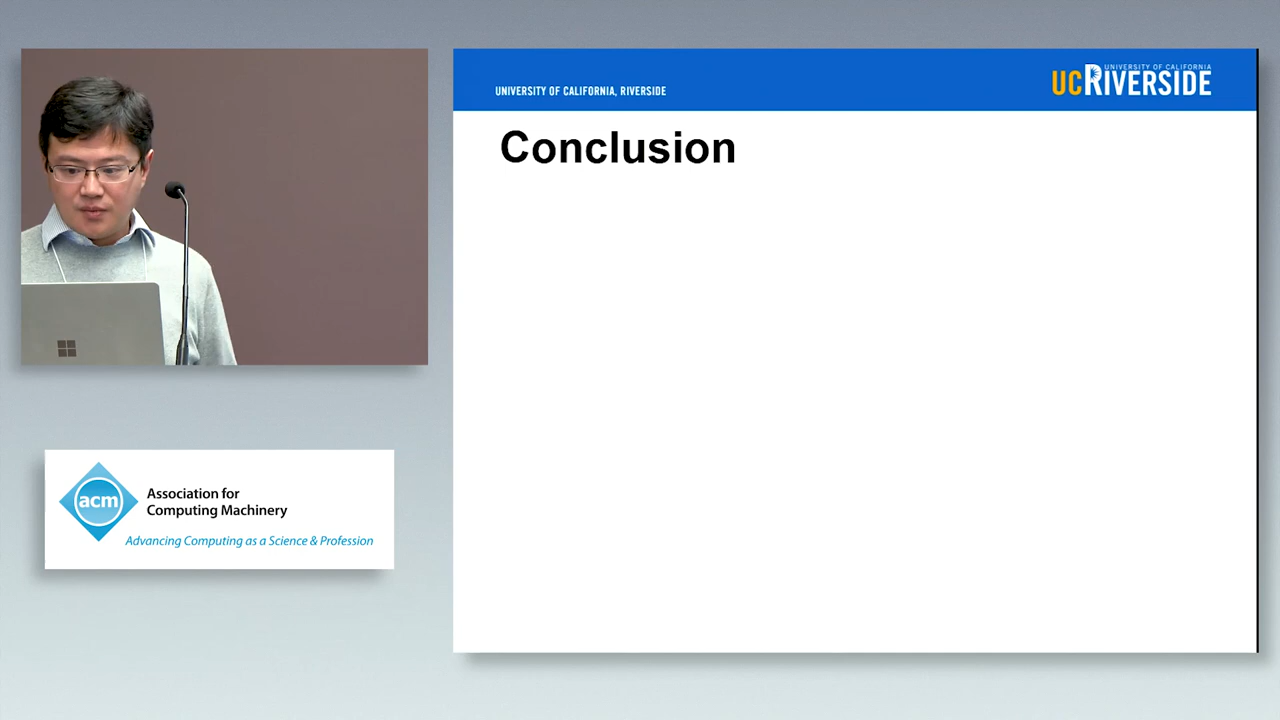 UNIVERSITY OF CALIFORNIA, RIVERSIDE
UNIVERSITY OF CALIFORNIA
UCRIVERSIDE
Conclusion
acm
Association for
Computing Machinery
Advancing Computing as a Science & Profession